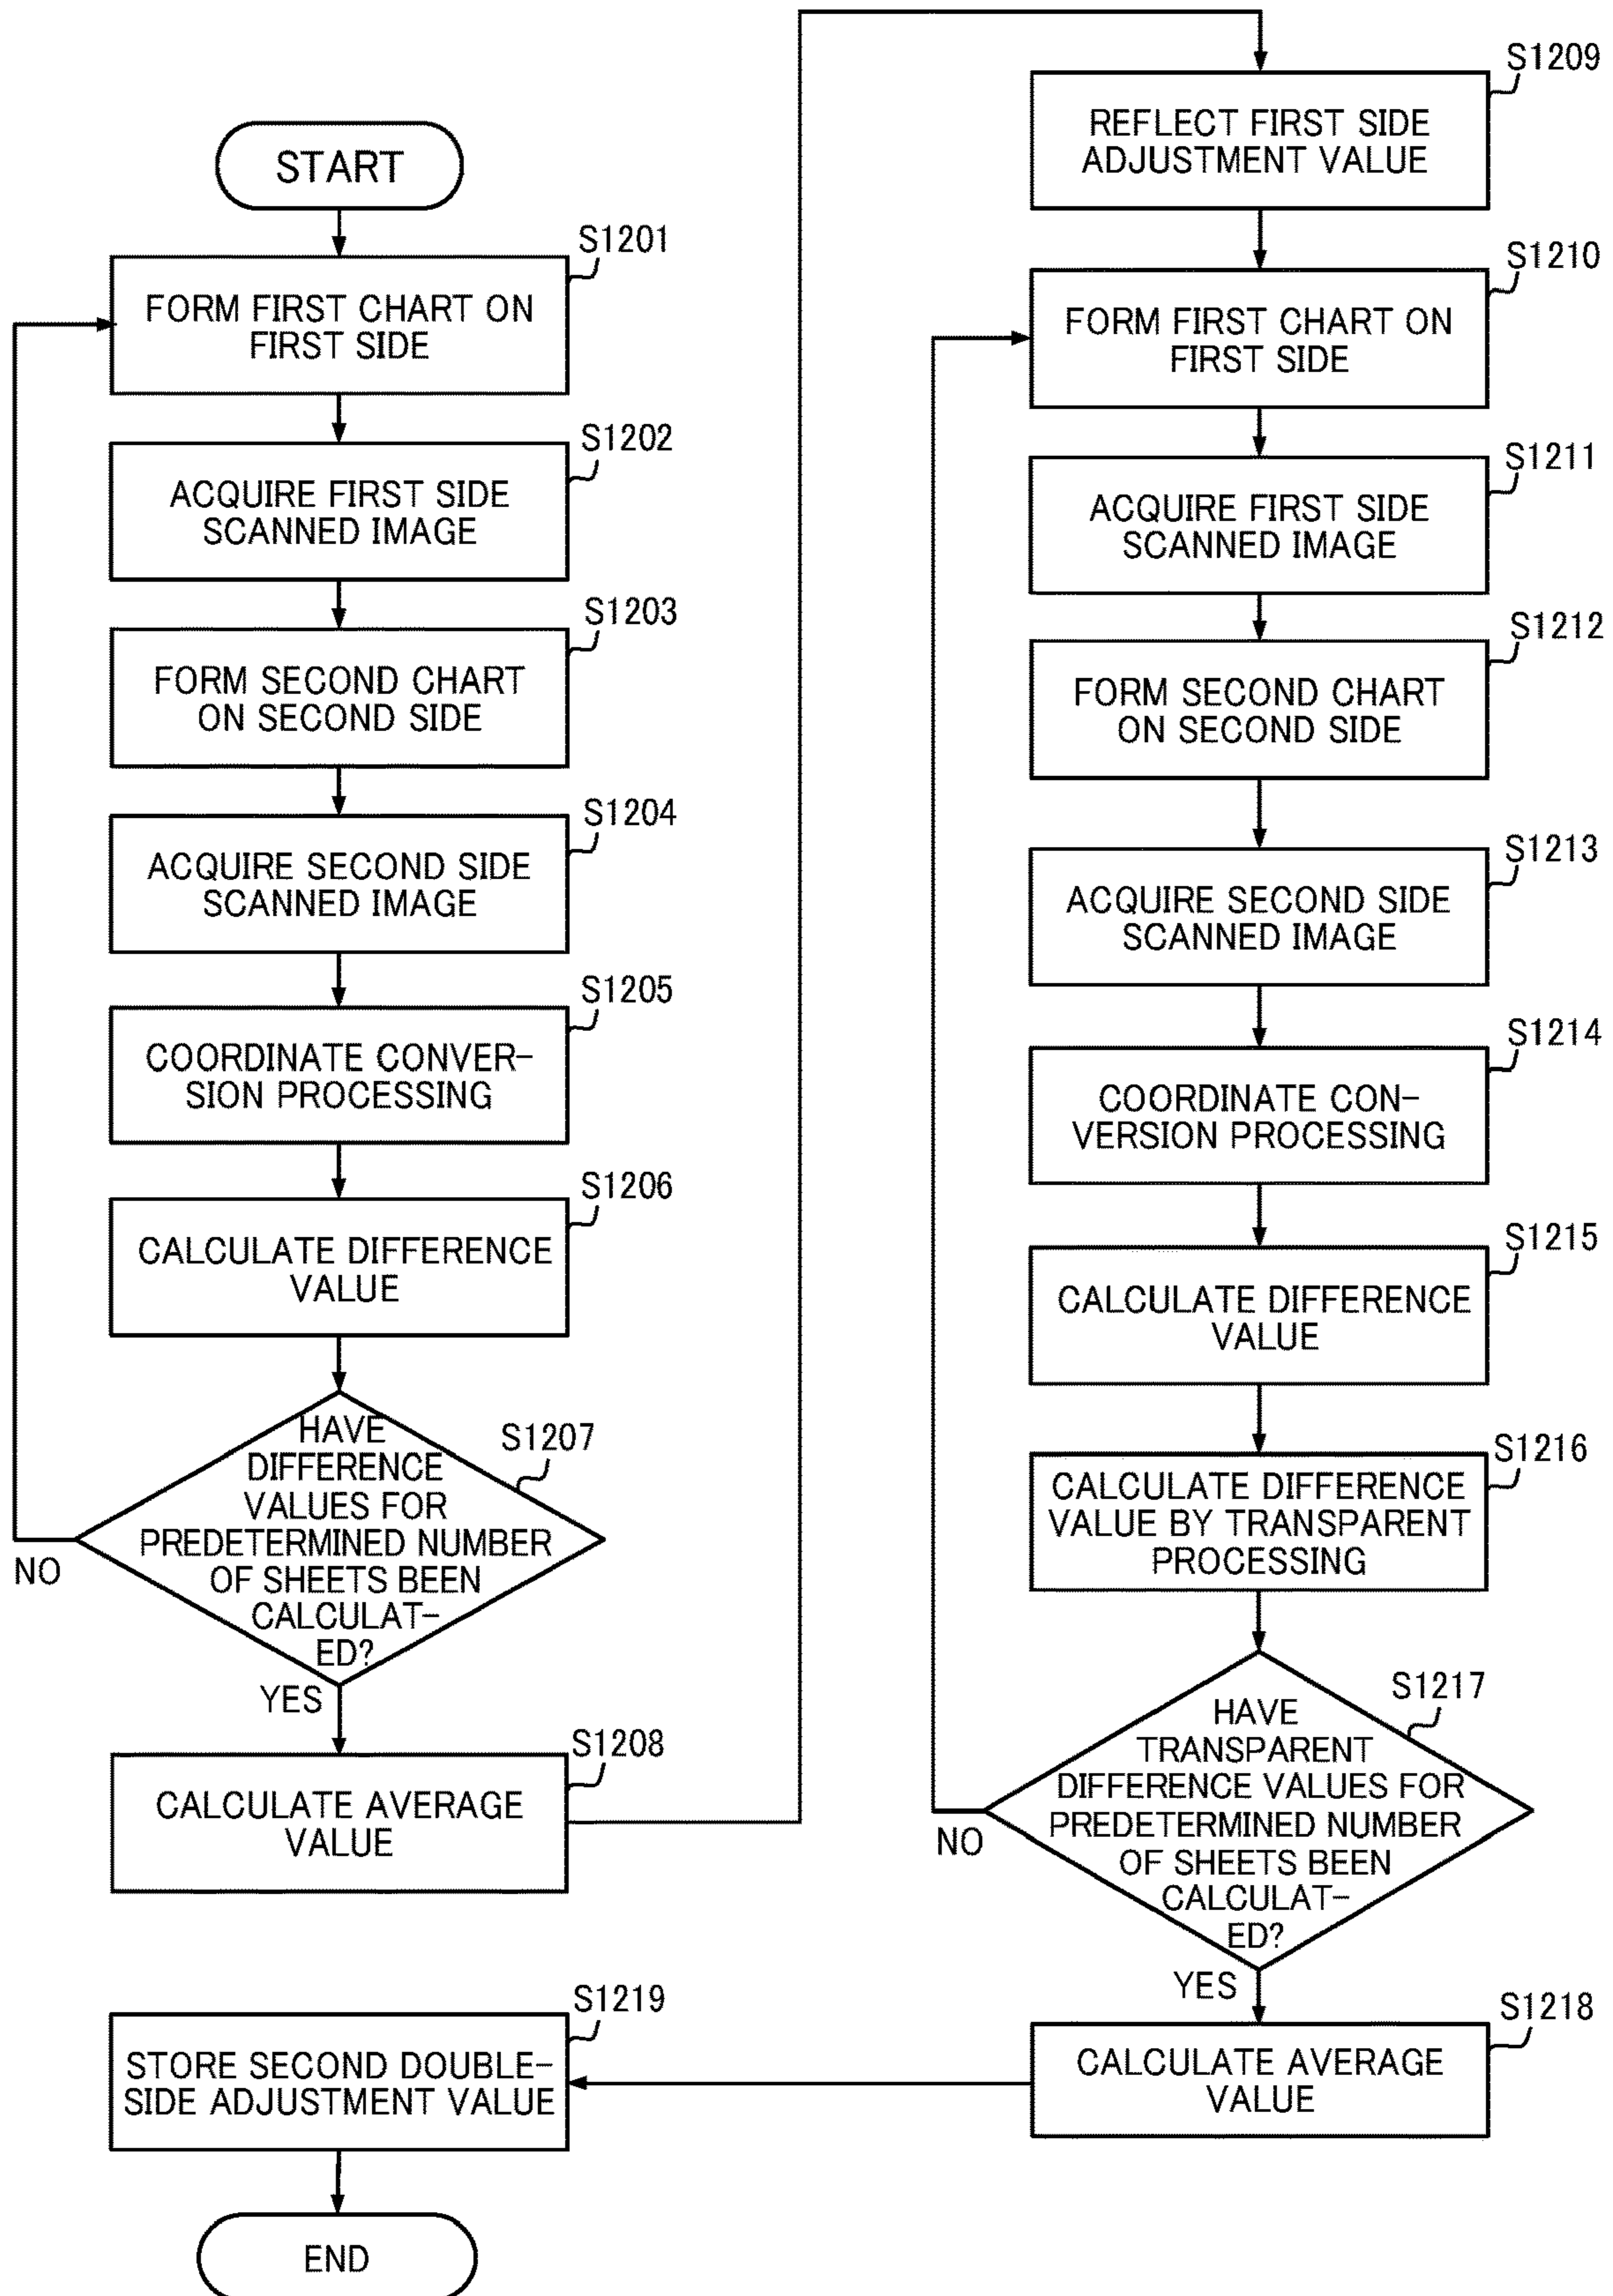 START
S1201
FORM FIRST CHART ON
FIRST SIDE
S1202
ACQUIRE FIRST SIDE
SCANNED IMAGE
S1203
FORM SECOND CHART
ON SECOND SIDE
S1204
ACQUIRE SECOND SIDE
SCANNED IMAGE
S1205
COORDINATE CONVER-
SION PROCESSING
S1206
CALCULATE DIFFERENCE
VALUE
S1207
HAVE
DIFFERENCE
VALUES FOR
PREDETERMINED NUMBER
OF SHEETS BEEN
CALCULAT-
ED?
NO
YES
S1208
CALCULATE AVERAGE
VALUE
S1209
REFLECT FIRST SIDE
ADJUSTMENT VALUE
S1210
FORM FIRST CHART ON
FIRST SIDE
S1211
ACQUIRE FIRST SIDE
SCANNED IMAGE
S1212
FORM SECOND CHART
ON SECOND SIDE
S1213
ACQUIRE SECOND SIDE
SCANNED IMAGE
S1214
COORDINATE CON-
VERSION PROCESSING
S1215
CALCULATE DIFFERENCE
VALUE
S1216
CALCULATE DIFFERENCE
VALUE BY TRANSPARENT
PROCESSING
S1217
HAVE
TRANSPARENT
DIFFERENCE VALUES FOR
PREDETERMINED NUMBER
OF SHEETS BEEN
CALCULAT-
ED?
NO
YES
S1218
CALCULATE AVERAGE
VALUE
S1219
STORE SECOND DOUBLE-
SIDE ADJUSTMENT VALUE
END